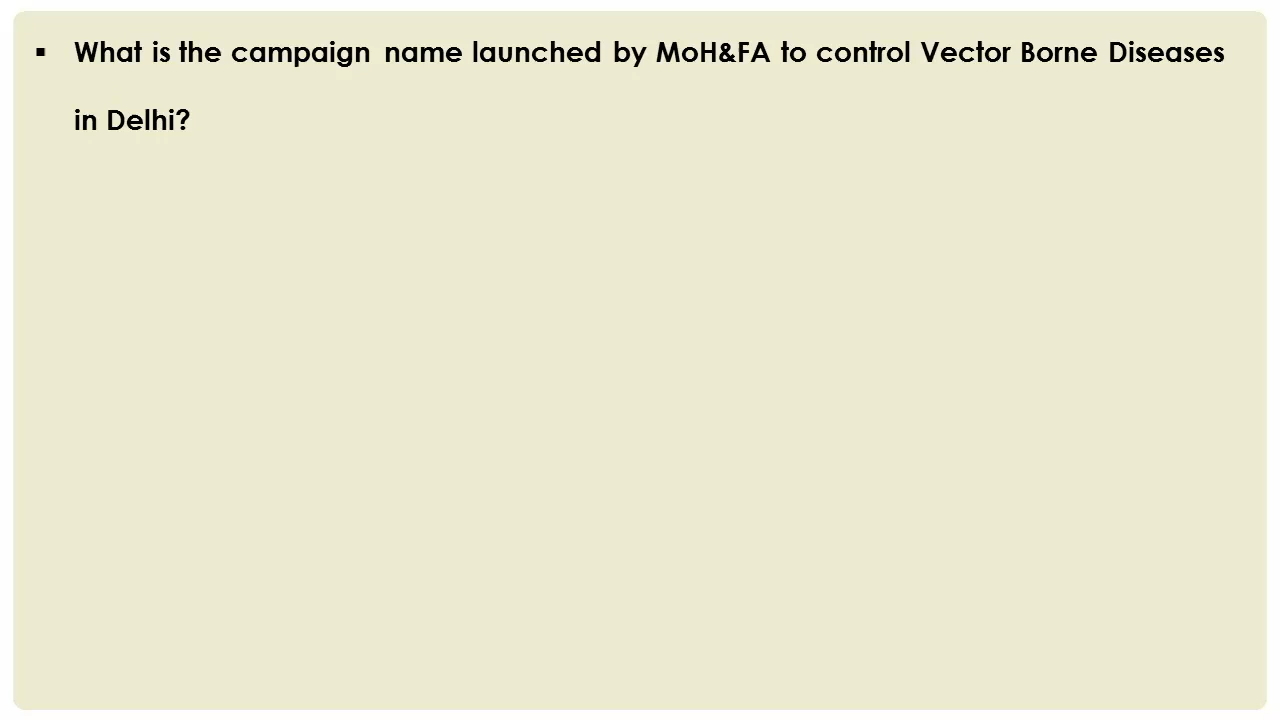 ▪ What is the campaign name launched by MoH&FA to control Vector Borne Diseases
in Delhi?